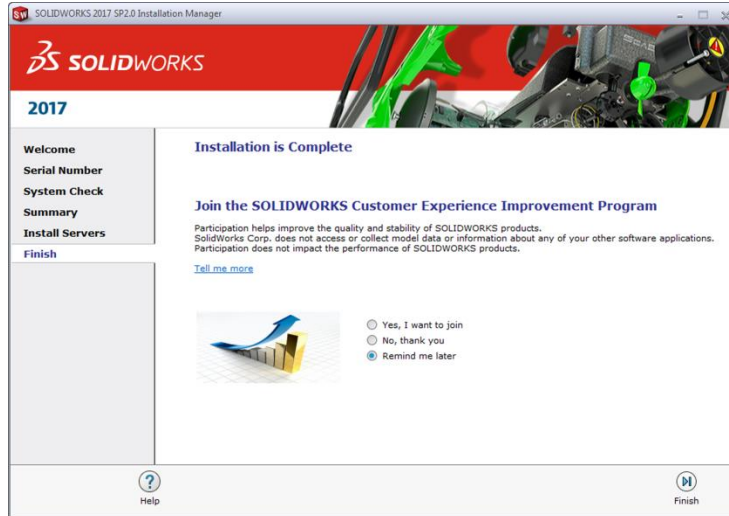 SW SOLIDWORKS 2017 SP2.0 Installation Manager
SOLIDWORKS
2017
Welcome
Serial Number
System Check
Summary
Install Servers
Finish
Installation is Complete
Join the SOLIDWORKS Customer Experience Improvement Program
Participation helps improve the quality and stability of SOLIDWORKS products.
SolidWorks Corp. does not access or collect model data or information about any of your other software applications.
Participation does not impact the performance of SOLIDWORKS products.
Tell me more
Yes, I want to join
No, thank you
Remind me later
Help
Finish